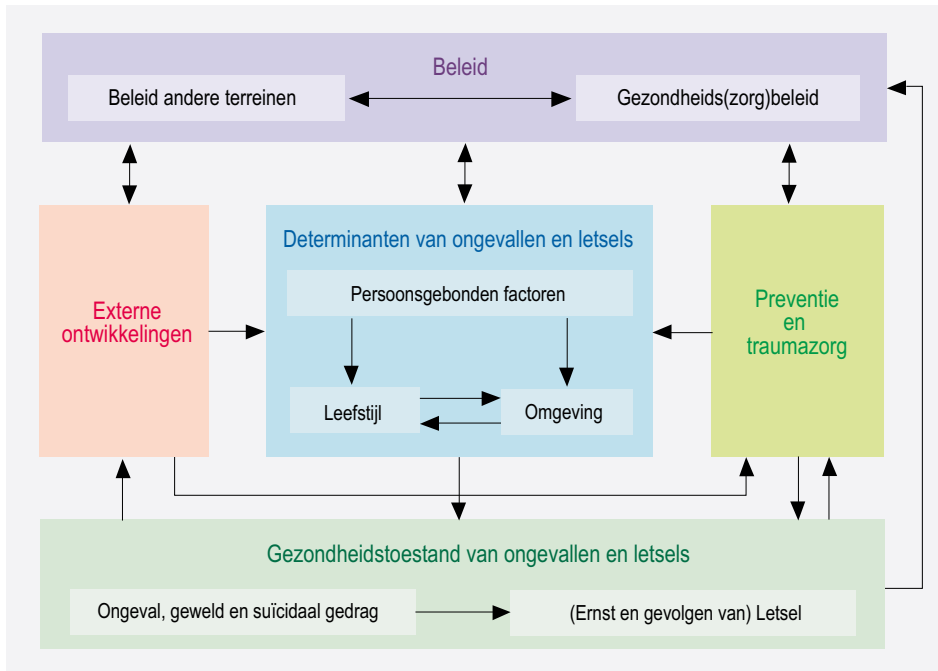 Beleid
Beleid andere terreinen
Gezondheids(zorg)beleid
Externe
ontwikkelingen
Determinanten van ongevallen en letsels
Persoonsgebonden factoren
Leefstijl
Omgeving
Preventie
en
traumazorg
Gezondheidstoestand van ongevallen en letsels
Ongeval, geweld en suïcidaal gedrag
(Ernst en gevolgen van) Letsel